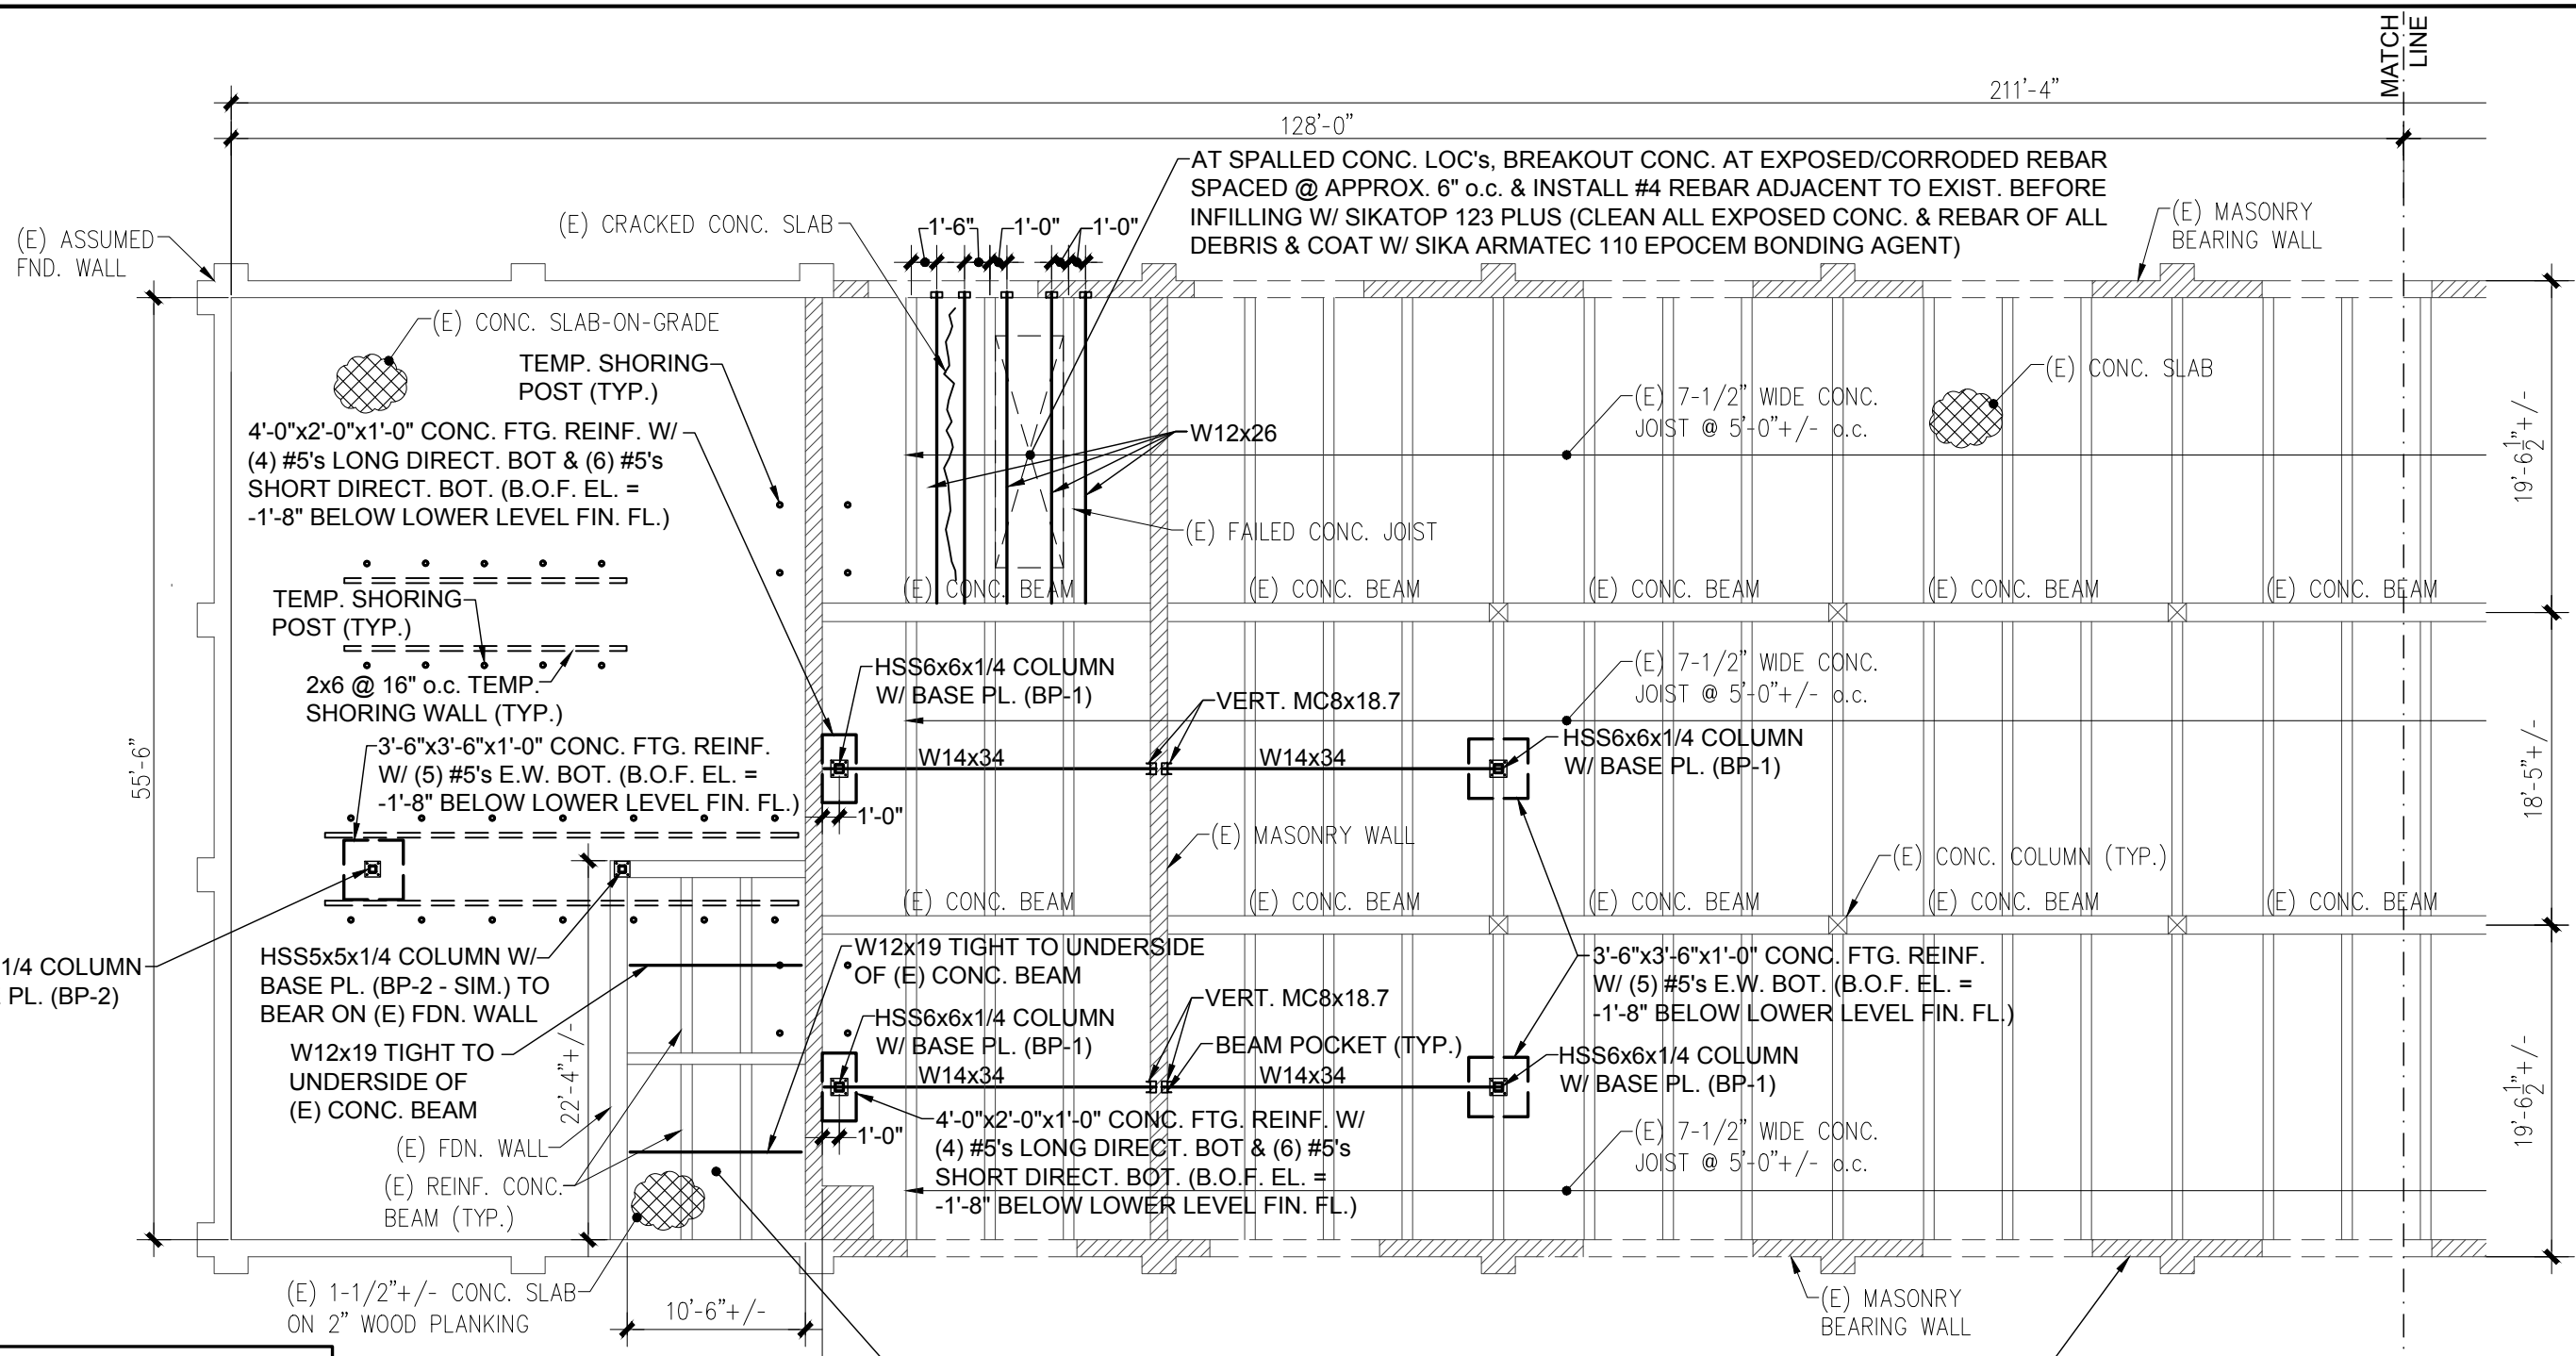 MATCH
LINE
211'-4"
128'-0"
AT SPALLED CONC. LOC's, BREAKOUT CONC. AT EXPOSED/CORRODED REBAR
SPACED @ APPROX. 6" o.c. & INSTALL #4 REBAR ADJACENT TO EXIST. BEFORE
INFILLING W/ SIKATOP 123 PLUS (CLEAN ALL EXPOSED CONC. & REBAR OF ALL
DEBRIS & COAT W/ SIKA ARMATEC 110 EPOCEM BONDING AGENT)
(E) ASSUMED
FND. WALL
(E) CRACKED CONC. SLAB
1'-6"
1'-0"
1'-0"
(E) MASONRY
BEARING WALL
(E) CONC. SLAB-ON-GRADE
TEMP. SHORING
POST (TYP.)
4'-0"x2'-0"x1'-0" CONC. FTG. REINF. W/
(4) #5's LONG DIRECT. BOT & (6) #5's
SHORT DIRECT. BOT. (B.O.F. EL. =
-1'-8" BELOW LOWER LEVEL FIN. FL.)
W12x26
(E) 7-1/2" WIDE CONC.
JOIST @ 5'-0"+/- o.c.
(E) CONC. SLAB
19'-6 1/2"+/-
(E) FAILED CONC. JOIST
(E) CONC. BEAM
(E) CONC. BEAM
(E) CONC. BEAM
(E) CONC. BEAM
(E) CONC. BEAM
TEMP. SHORING
POST (TYP.)
2x6 @ 16" o.c. TEMP.
SHORING WALL (TYP.)
HSS6x6x1/4 COLUMN
W/ BASE PL. (BP-1)
VERT. MC8x18.7
(E) 7-1/2" WIDE CONC.
JOIST @ 5'-0"+/- o.c.
55'-6"
3'-6"x3'-6"x1'-0" CONC. FTG. REINF.
W/ (5) #5's E.W. BOT. (B.O.F. EL. =
-1'-8" BELOW LOWER LEVEL FIN. FL.)
W14x34
W14x34
HSS6x6x1/4 COLUMN
W/ BASE PL. (BP-1)
18'-5"+/-
1'-0"
(E) MASONRY WALL
(E) CONC. COLUMN (TYP.)
(E) CONC. BEAM
(E) CONC. BEAM
(E) CONC. BEAM
(E) CONC. BEAM
(E) CONC. BEAM
1/4 COLUMN
PL. (BP-2)
HSS5x5x1/4 COLUMN W/
BASE PL. (BP-2 - SIM.) TO
BEAR ON (E) FDN. WALL
W12x19 TIGHT TO UNDERSIDE
OF (E) CONC. BEAM
3'-6"x3'-6"x1'-0" CONC. FTG. REINF.
W/ (5) #5's E.W. BOT. (B.O.F. EL. =
-1'-8" BELOW LOWER LEVEL FIN. FL.)
VERT. MC8x18.7
HSS6x6x1/4 COLUMN
W/ BASE PL. (BP-1)
BEAM POCKET (TYP.)
W12x19 TIGHT TO
UNDERSIDE OF
(E) CONC. BEAM
22'-4"+/-
W14x34
W14x34
HSS6x6x1/4 COLUMN
W/ BASE PL. (BP-1)
19'-6 1/2"+/-
1'-0"
4'-0"x2'-0"x1'-0" CONC. FTG. REINF. W/
(4) #5's LONG DIRECT. BOT & (6) #5's
SHORT DIRECT. BOT. (B.O.F. EL. =
-1'-8" BELOW LOWER LEVEL FIN. FL.)
(E) 7-1/2" WIDE CONC.
JOIST @ 5'-0"+/- o.c.
(E) FDN. WALL
(E) REINF. CONC.
BEAM (TYP.)
(E) 1-1/2"+/- CONC. SLAB
ON 2" WOOD PLANKING
10'-6"+/-
(E) MASONRY
BEARING WALL